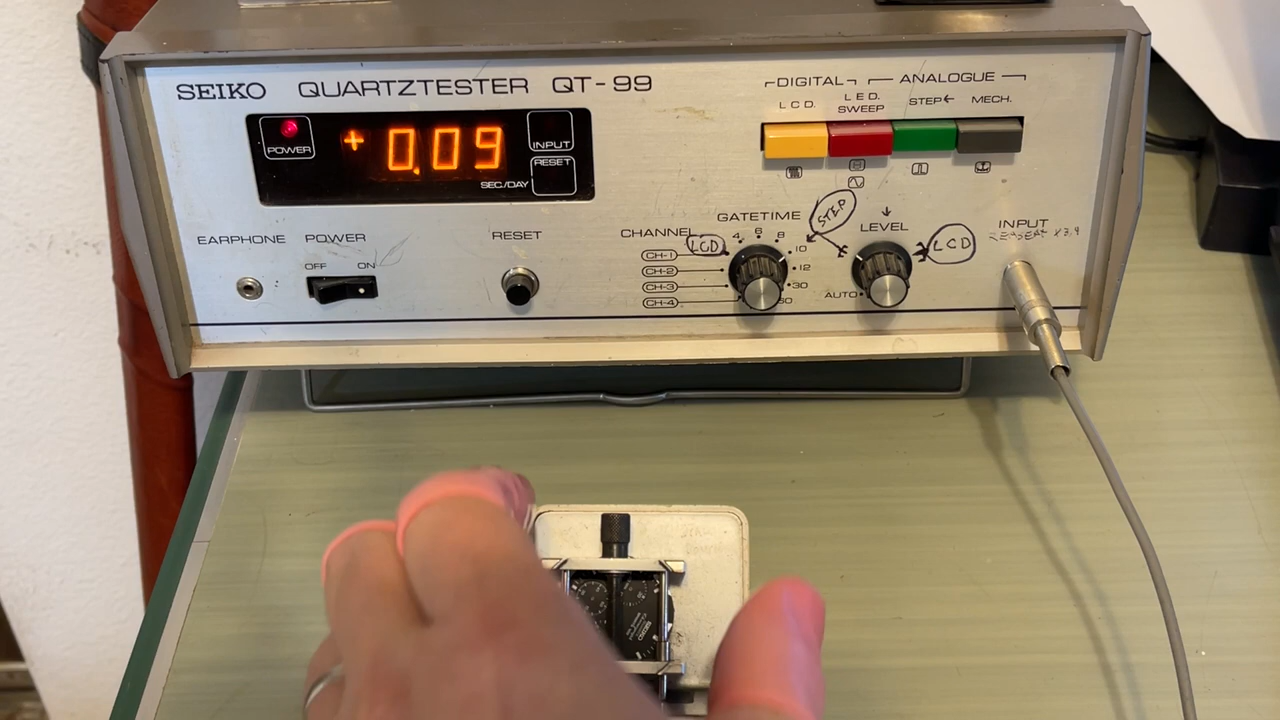 SEIKO QUARTZTESTER QT-99
DIGITAL ANALOGUE
L C D. L E D. SWEEP STEP← MECH.
POWER
+ 0.09
INPUT
RESET
SEC./DAY
EARPHONE
POWER
OFF ON
RESET
CHANNEL
CH-1
CH-2
CH-3
CH-4
LCD
GATETIME
4 6 8 10 12 30 60
STEP
LEVEL
AUTO
LCD
INPUT
SEIKO